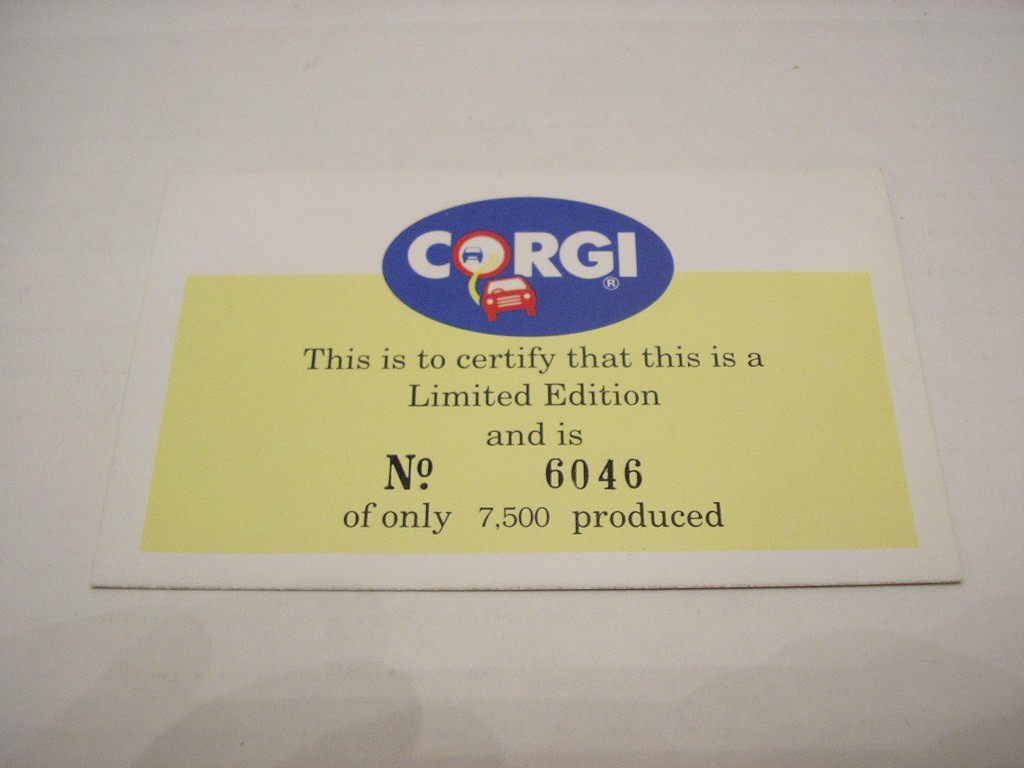 CORGI ®
This is to certify that this is a
Limited Edition
and is
Nº 6046
of only 7,500 produced